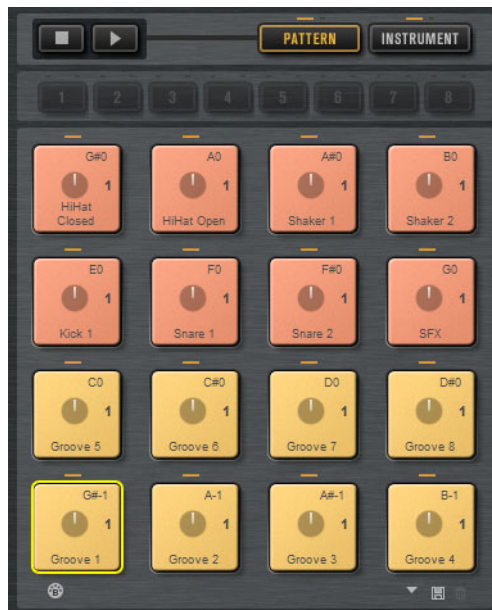 PATTERN INSTRUMENT
1 2 3 4 5 6 7 8
G#0 A0 A#0 B0
1 1 1 1
HiHat Closed HiHat Open Shaker 1 Shaker 2
E0 F0 F#0 G0
1 1 1 1
Kick 1 Snare 1 Snare 2 SFX
C0 C#0 D0 D#0
1 1 1 1
Groove 5 Groove 6 Groove 7 Groove 8
G#-1 A-1 A#-1 B-1
1 1 1 1
Groove 1 Groove 2 Groove 3 Groove 4